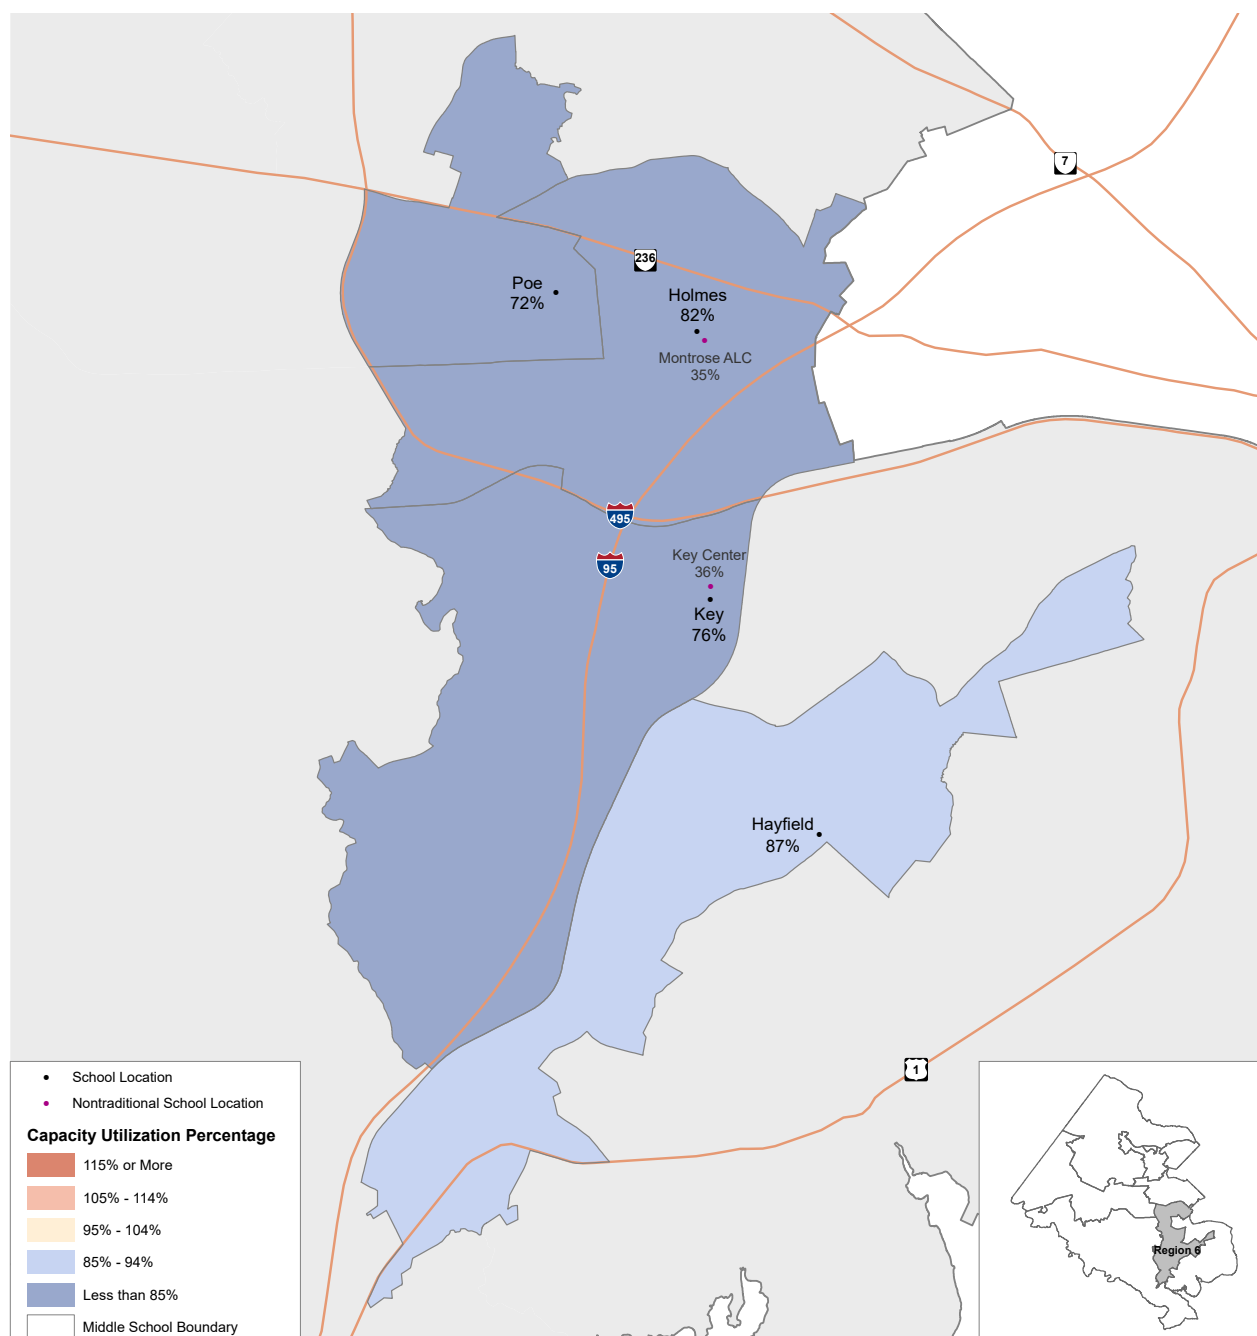 7
236
Poe
72%
Holmes
82%
Montrose ALC
35%
495
95
Key Center
36%
Key
76%
Hayfield
87%
1
School Location
Nontraditional School Location
Capacity Utilization Percentage
115% or More
105% - 114%
95% - 104%
85% - 94%
Less than 85%
Middle School Boundary
Region 6